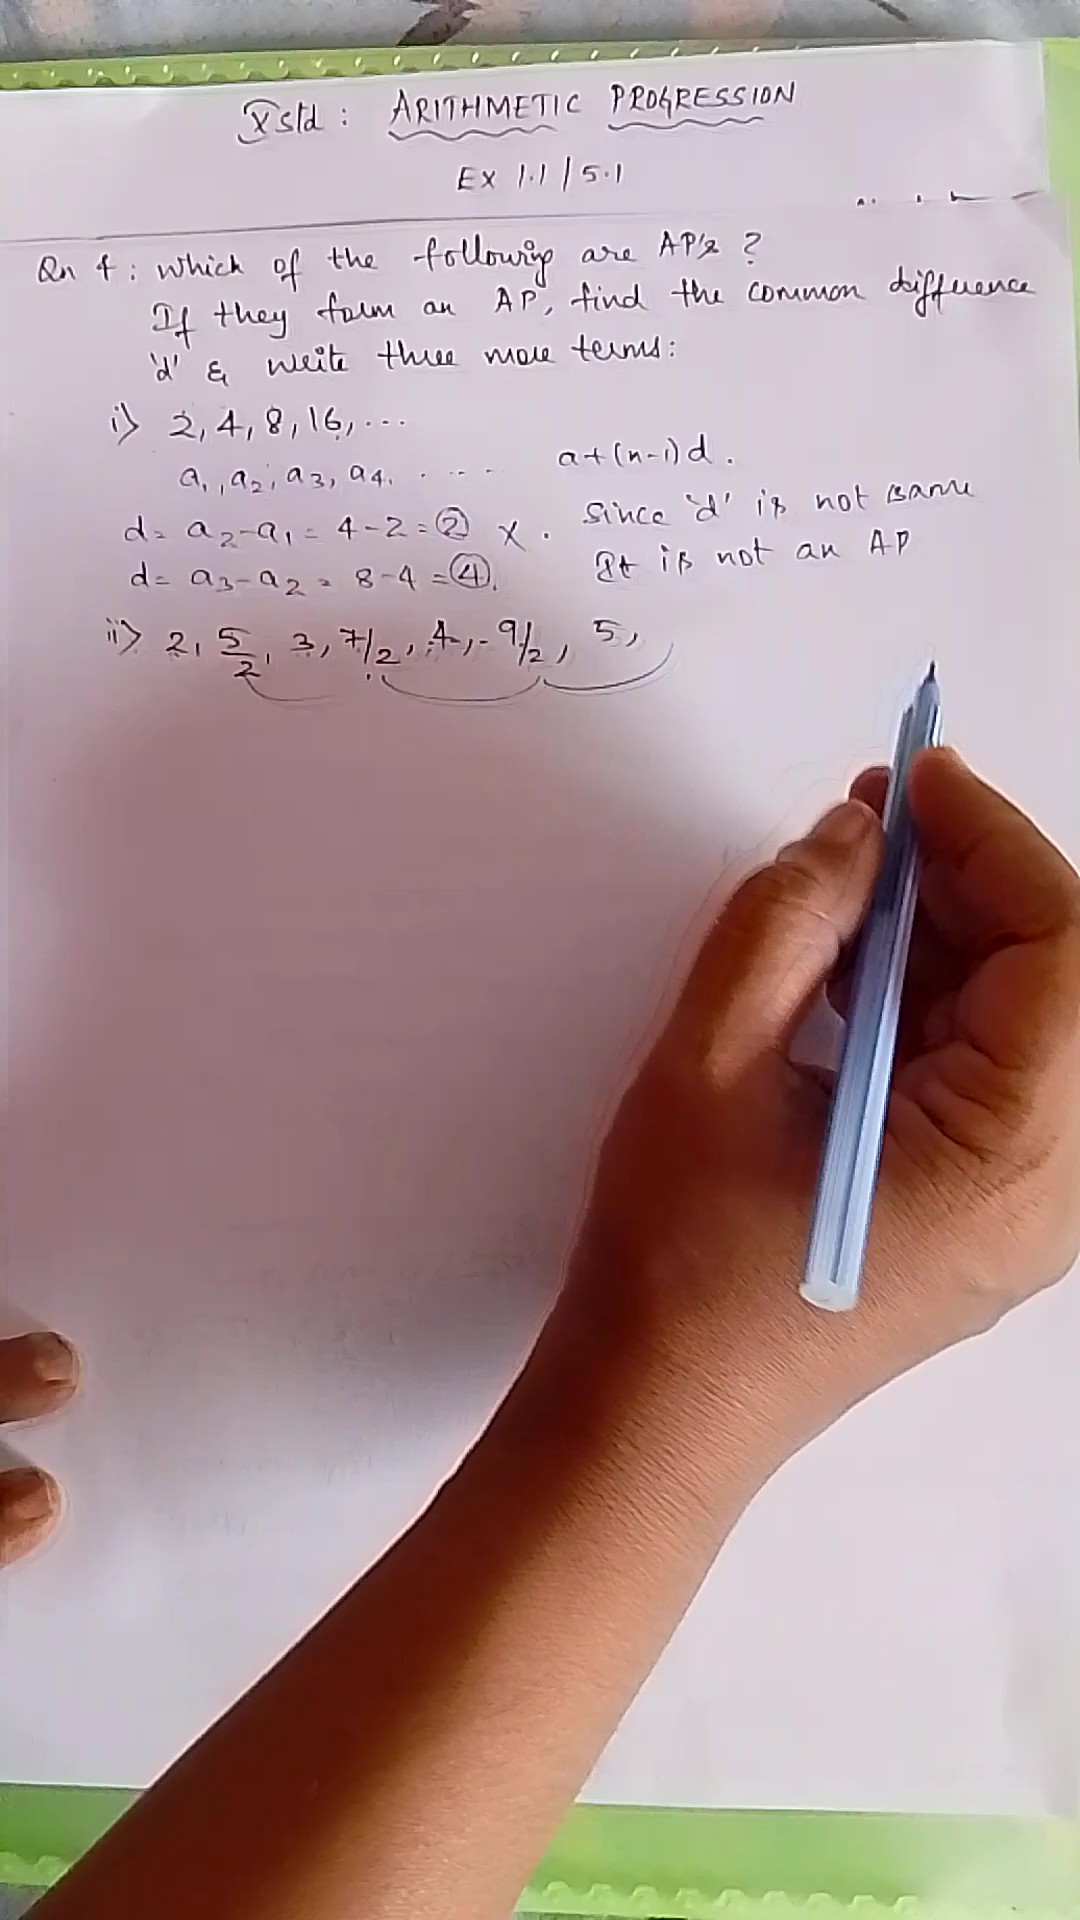 X std : ARITHMETIC PROGRESSION
Ex 1.1 / 5.1
Qn 4 : Which of the following are AP's ?
If they form an AP, find the common difference
'd' & write three more terms:
i) 2, 4, 8, 16, ...
a₁, a₂, a₃, a₄, . ....
a+(n-1)d .
d = a₂-a₁ = 4-2 = 2 X .
Since 'd' is not same
d = a₃-a₂ = 8-4 = 4.
It is not an AP
ii) 2, 5/2, 3, 7/2, 4, 9/2, 5,